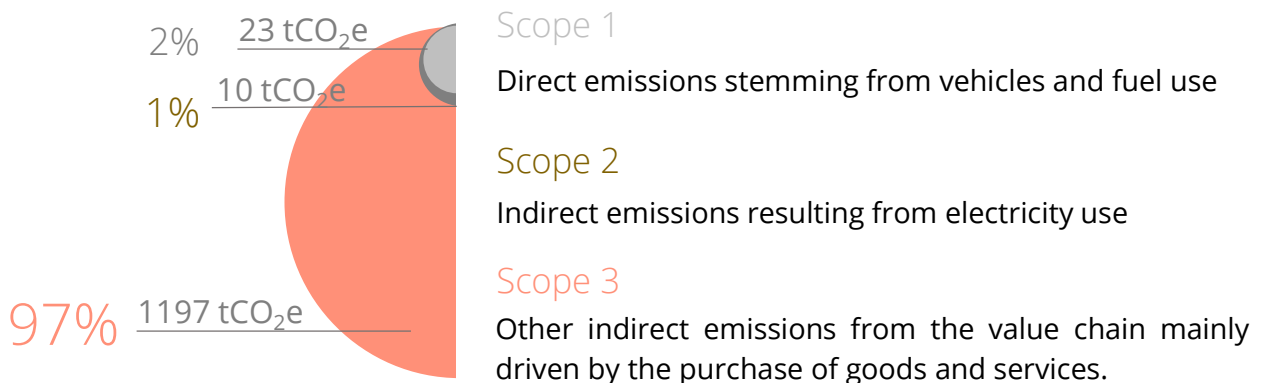 2% 23 tCO₂e
10 tCO₂e
1%
97% 1197 tCO₂e
Scope 1
Direct emissions stemming from vehicles and fuel use
Scope 2
Indirect emissions resulting from electricity use
Scope 3
Other indirect emissions from the value chain mainly
driven by the purchase of goods and services.